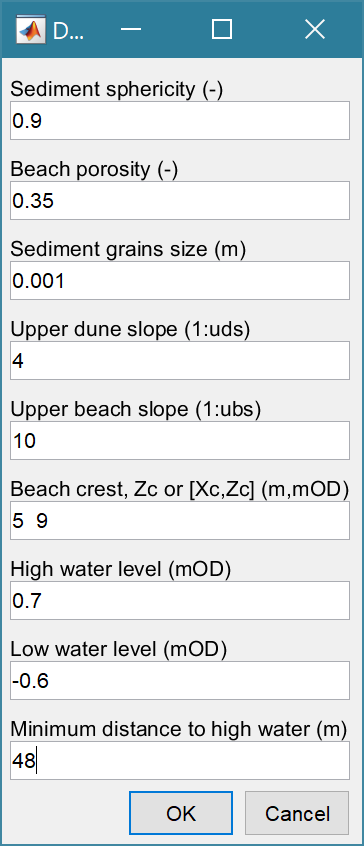 D...
Sediment sphericity (-)
0.9
Beach porosity (-)
0.35
Sediment grains size (m)
0.001
Upper dune slope (1:uds)
4
Upper beach slope (1:ubs)
10
Beach crest, Zc or [Xc,Zc] (m,mOD)
5  9
High water level (mOD)
0.7
Low water level (mOD)
-0.6
Minimum distance to high water (m)
48
OK Cancel